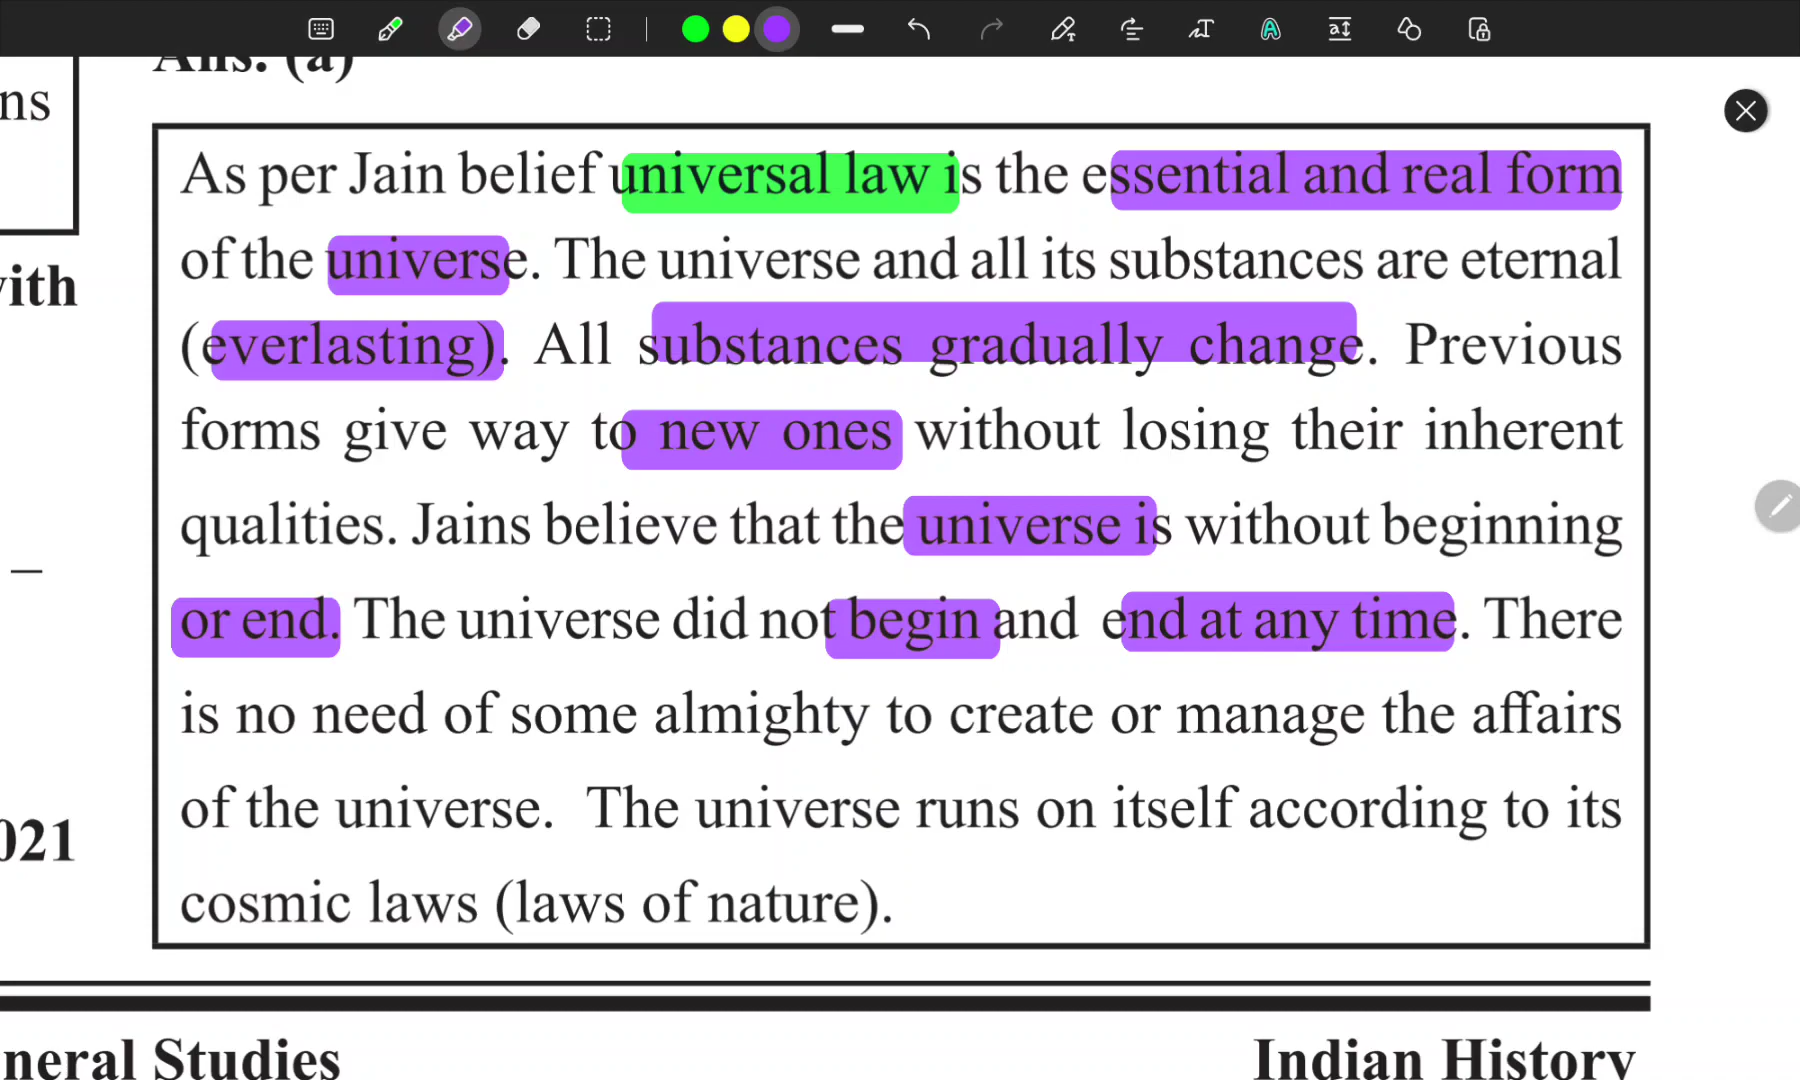 Ans. (a)
ns
As per Jain belief universal law is the essential and real form
of the universe. The universe and all its substances are eternal
(everlasting). All substances gradually change. Previous
forms give way to new ones without losing their inherent
qualities. Jains believe that the universe is without beginning
or end. The universe did not begin and end at any time. There
is no need of some almighty to create or manage the affairs
of the universe. The universe runs on itself according to its
cosmic laws (laws of nature).
with
–
021
neral Studies
Indian History